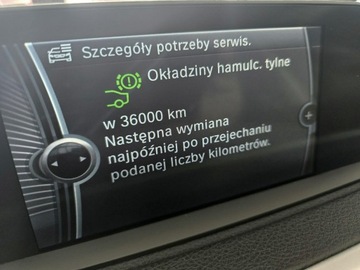 Szczegóły potrzeby serwis.
Okładziny hamulc. tylne
w 36000 km
Następna wymiana
najpóźniej po przejechaniu
podanej liczby kilometrów.